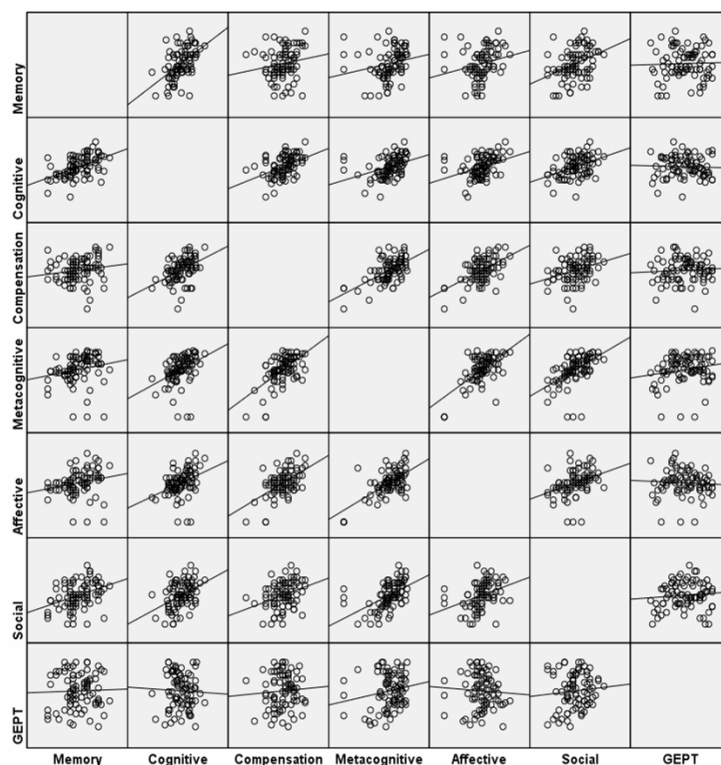 Memory
Cognitive
Compensation
Metacognitive
Affective
Social
GEPT
Memory Cognitive Compensation Metacognitive Affective Social GEPT